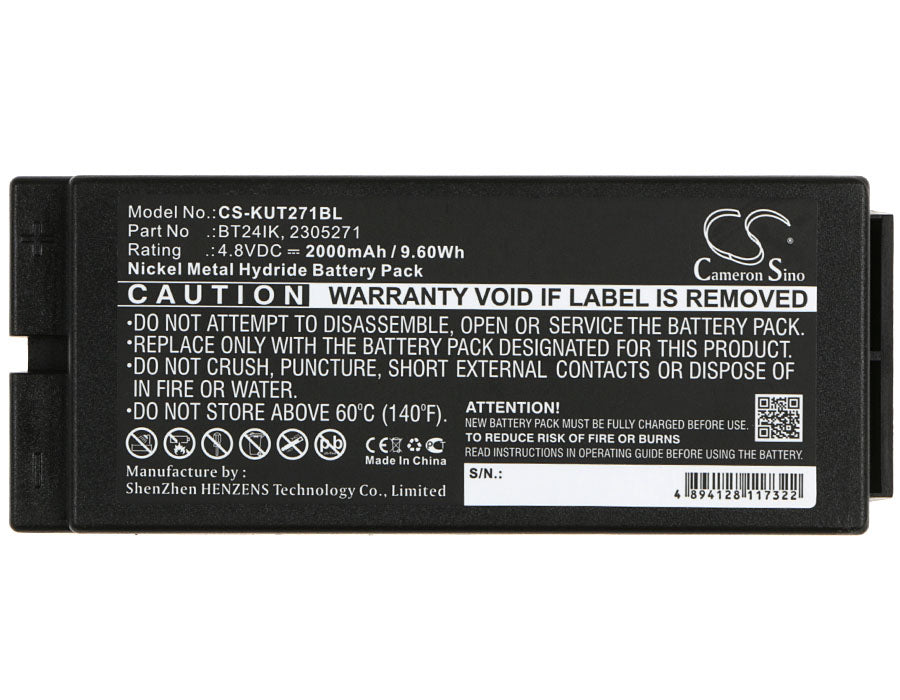 Model No.:CS-KUT271BL
Part No .:BT24IK, 2305271
Rating .:4.8VDC ⎓ 2000mAh / 9.60Wh
Nickel Metal Hydride Battery Pack
CS
Cameron Sino
CAUTION WARRANTY VOID IF LABEL IS REMOVED
•DO NOT ATTEMPT TO DISASSEMBLE, OPEN OR SERVICE THE BATTERY PACK.
•REPLACE ONLY WITH THE BATTERY PACK DESIGNATED FOR THIS PRODUCT.
•DO NOT CRUSH, PUNCTURE, SHORT EXTERNAL CONTACTS OR DISPOSE OF
IN FIRE OR WATER.
•DO NOT STORE ABOVE 60°C (140°F).
Pb
CE
Made In China
Manufacture by :
ShenZhen HENZENS Technology Co., Limited
ATTENTION!
NEW BATTERY PACK MUST BE FULLY CHARGED BEFORE USE.
TO REDUCE RISK OF FIRE OR BURNS
READ INSTRUCTIONS IN OPERATING GUIDE BEFORE USING THE BATTERY.
S/N.:
4 894128 117322